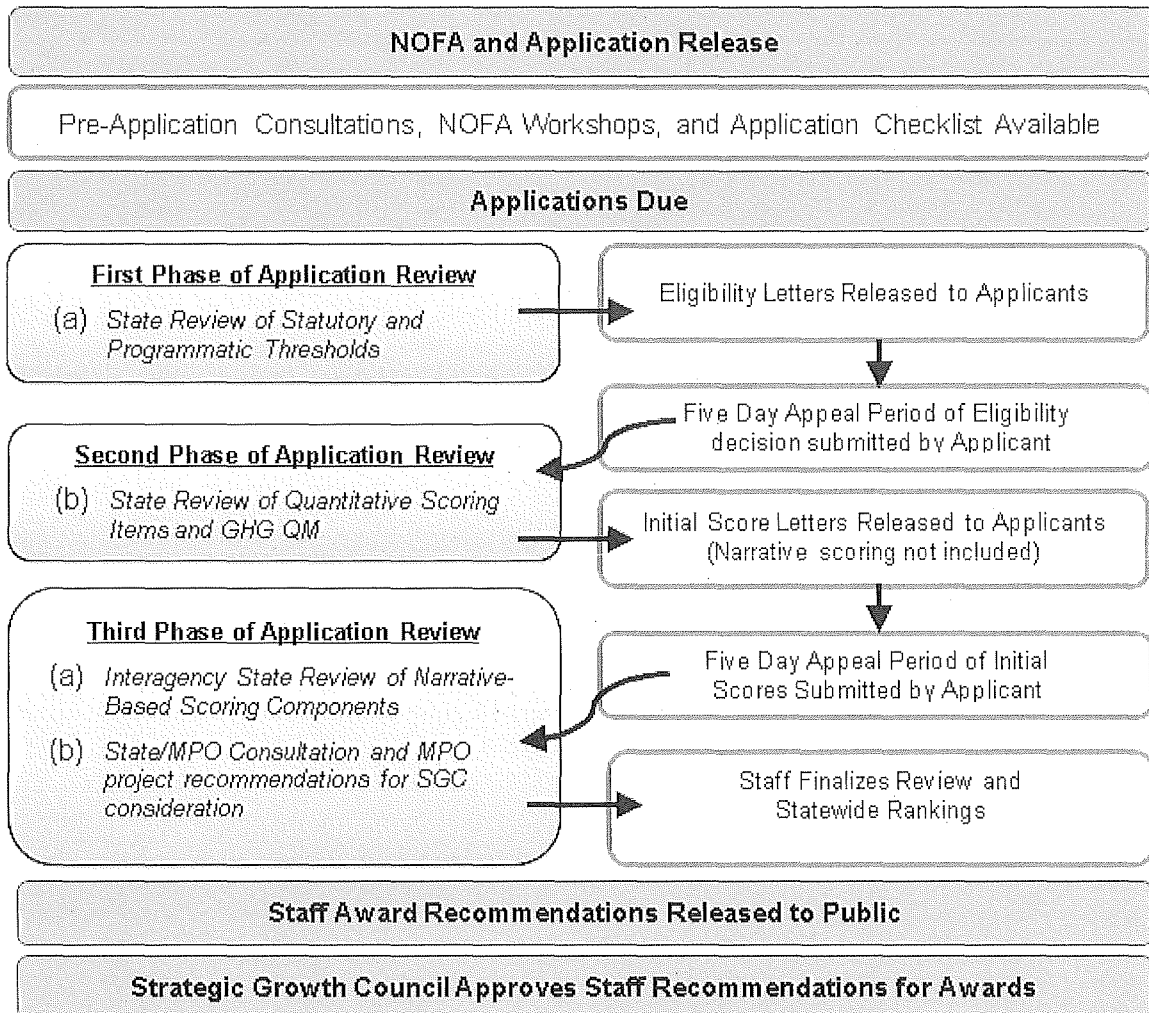 NOFA and Application Release
Pre-Application Consultations, NOFA Workshops, and Application Checklist Available
Applications Due
First Phase of Application Review
(a) State Review of Statutory and
Programmatic Thresholds
Eligibility Letters Released to Applicants
Five Day Appeal Period of Eligibility
decision submitted by Applicant
Second Phase of Application Review
(b) State Review of Quantitative Scoring
Items and GHG QM
Initial Score Letters Released to Applicants
(Narrative scoring not included)
Third Phase of Application Review
(a) Interagency State Review of Narrative-
Based Scoring Components
(b) State/MPO Consultation and MPO
project recommendations for SGC
consideration
Five Day Appeal Period of Initial
Scores Submitted by Applicant
Staff Finalizes Review and
Statewide Rankings
Staff Award Recommendations Released to Public
Strategic Growth Council Approves Staff Recommendations for Awards